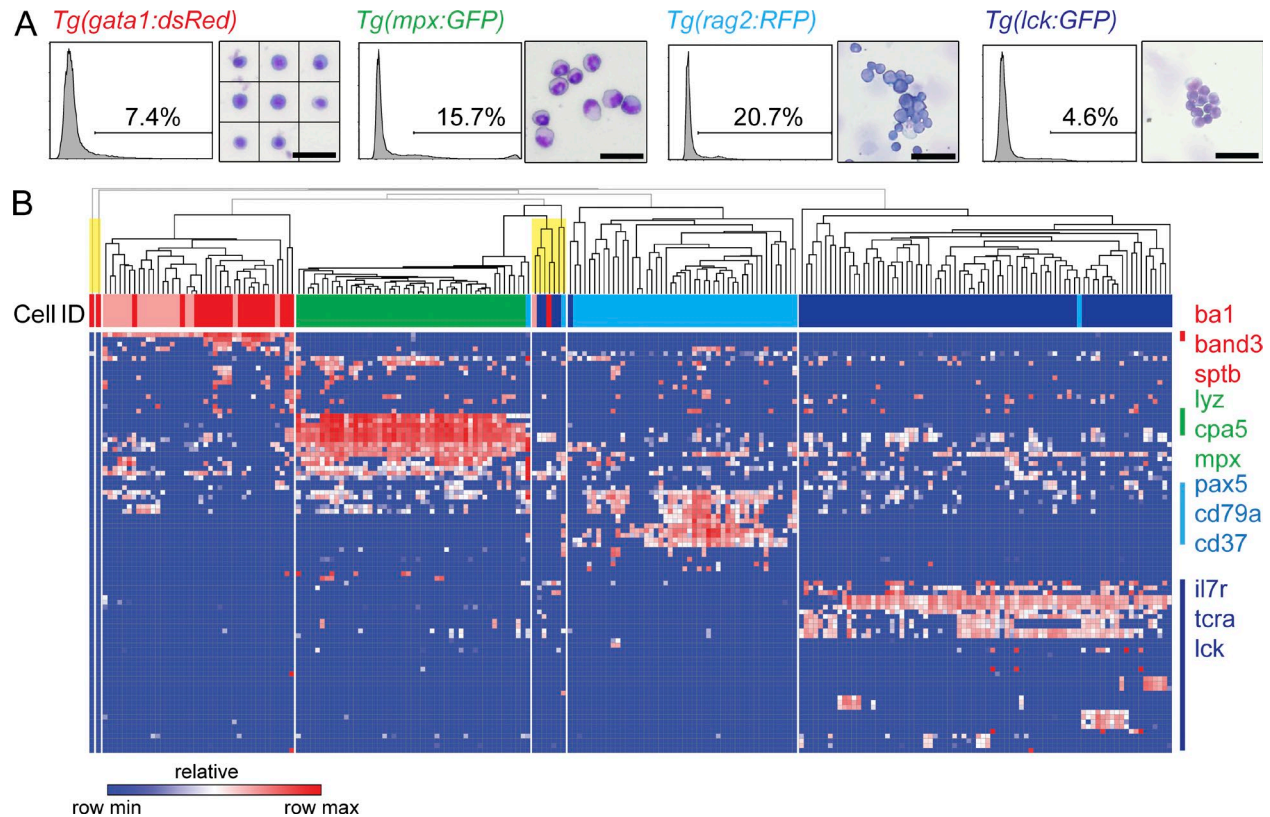 A
Tg(gata1:dsRed)
Tg(mpx:GFP)
Tg(rag2:RFP)
Tg(lck:GFP)
7.4%
15.7%
20.7%
4.6%
B
Cell ID
ba1
band3
sptb
lyz
cpa5
mpx
pax5
cd79a
cd37
il7r
tcra
lck
relative
row min
row max